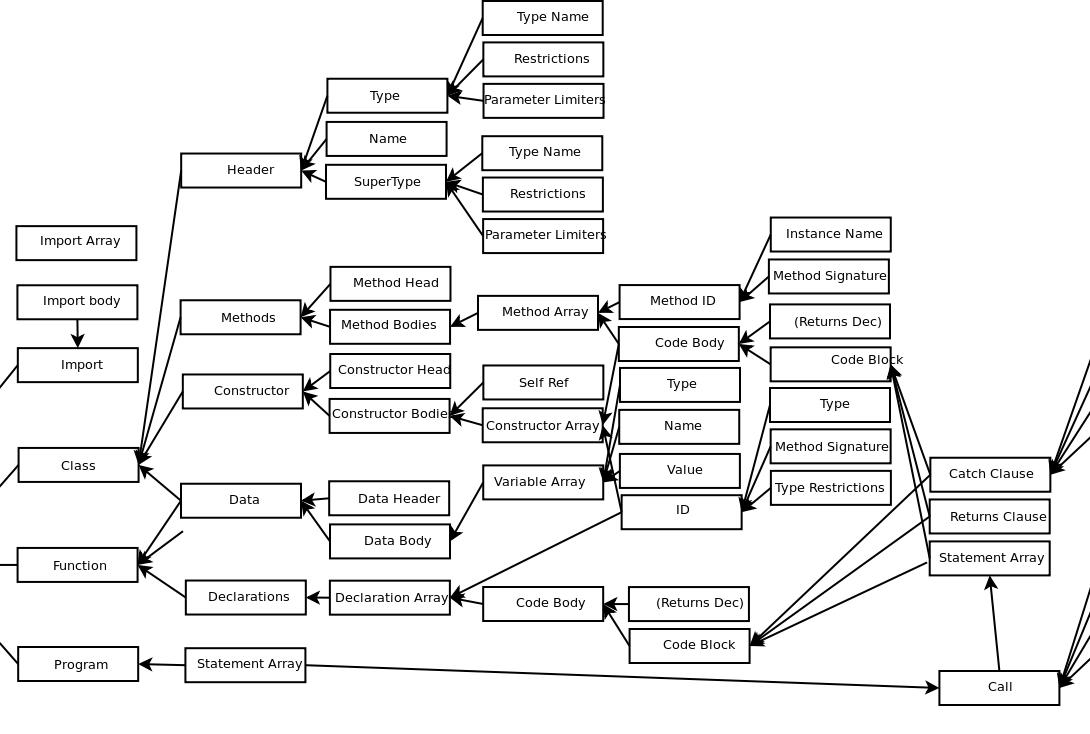 Type Name
Restrictions
Parameter Limiters
Type
Name
SuperType
Type Name
Restrictions
Parameter Limiters
Header
Import Array
Import body
Import
Class
Function
Program
Methods
Constructor
Data
Declarations
Statement Array
Method Head
Method Bodies
Constructor Head
Constructor Bodie
Data Header
Data Body
Declaration Array
Method Array
Self Ref
Constructor Array
Variable Array
Code Body
Method ID
Code Body
Type
Name
Value
ID
(Returns Dec)
Code Block
Instance Name
Method Signature
(Returns Dec)
Code Block
Type
Method Signature
Type Restrictions
Catch Clause
Returns Clause
Statement Array
Call